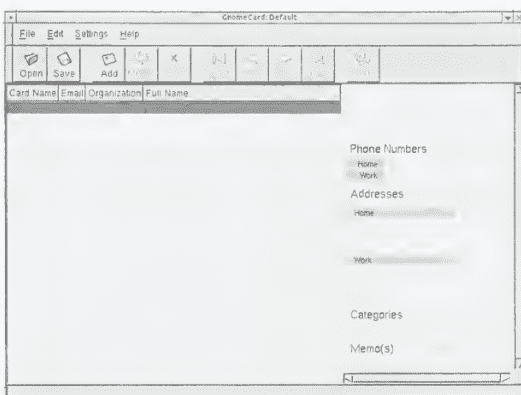 GnomeCard: Default
File Edit Settings Help
Open Save Add
Card Name Email Organization Full Name
Phone Numbers
Home
Work
Addresses
Home
Work
Categories
Memo(s)